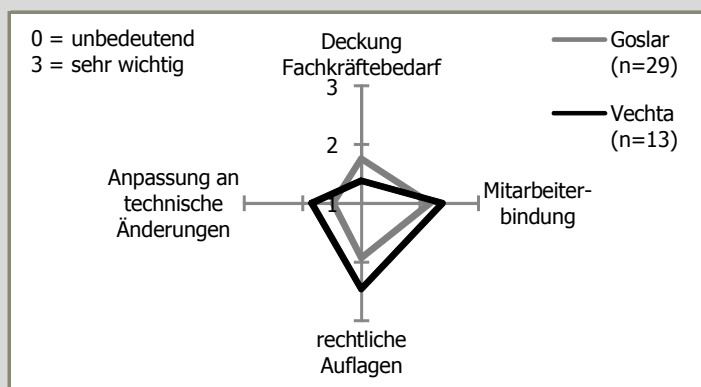 0 = unbedeutend
3 = sehr wichtig
Deckung
Fachkräftebedarf
3
2
1
Goslar
(n=29)
Vechta
(n=13)
Mitarbeiter-
bindung
Anpassung an
technische
Änderungen
rechtliche
Auflagen